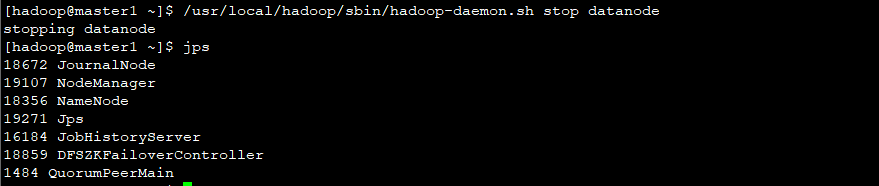 [hadoop@master1 ~]$ /usr/local/hadoop/sbin/hadoop-daemon.sh stop datanode
stopping datanode
[hadoop@master1 ~]$ jps
18672 JournalNode
19107 NodeManager
18356 NameNode
19271 Jps
16184 JobHistoryServer
18859 DFSZKFailoverController
1484 QuorumPeerMain